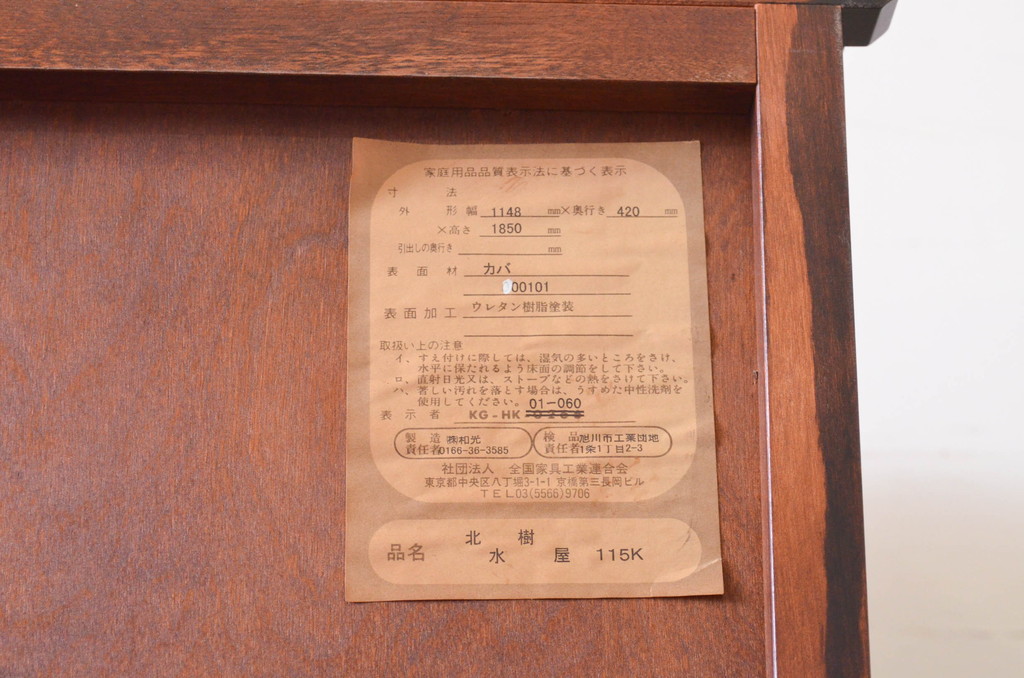 家庭用品品質表示法に基づく表示
寸　法
外　形 幅 1148 mm×奥行き 420 mm
×高さ 1850 mm
引出しの奥行き mm
表面材 カバ
00101
表面加工 ウレタン樹脂塗装
取扱い上の注意
イ、すえ付けに際しては、湿気の多いところをさけ、
水平に保たれるよう床面の調節をして下さい。
ロ、直射日光又は、ストーブなどの熱をさけて下さい。
ハ、著しい汚れを落とす場合は、うすめた中性洗剤を
使用してください。 01-060
表示者 KG-HK
製造 ㈱和光 検品 旭川市工業団地
責任者 0166-36-3585 責任者 1条1丁目2-3
社団法人 全国家具工業連合会
東京都中央区八丁堀3-1-1 京橋第三長岡ビル
TEL03(5566)9706
北　樹
品名 水　屋 115K